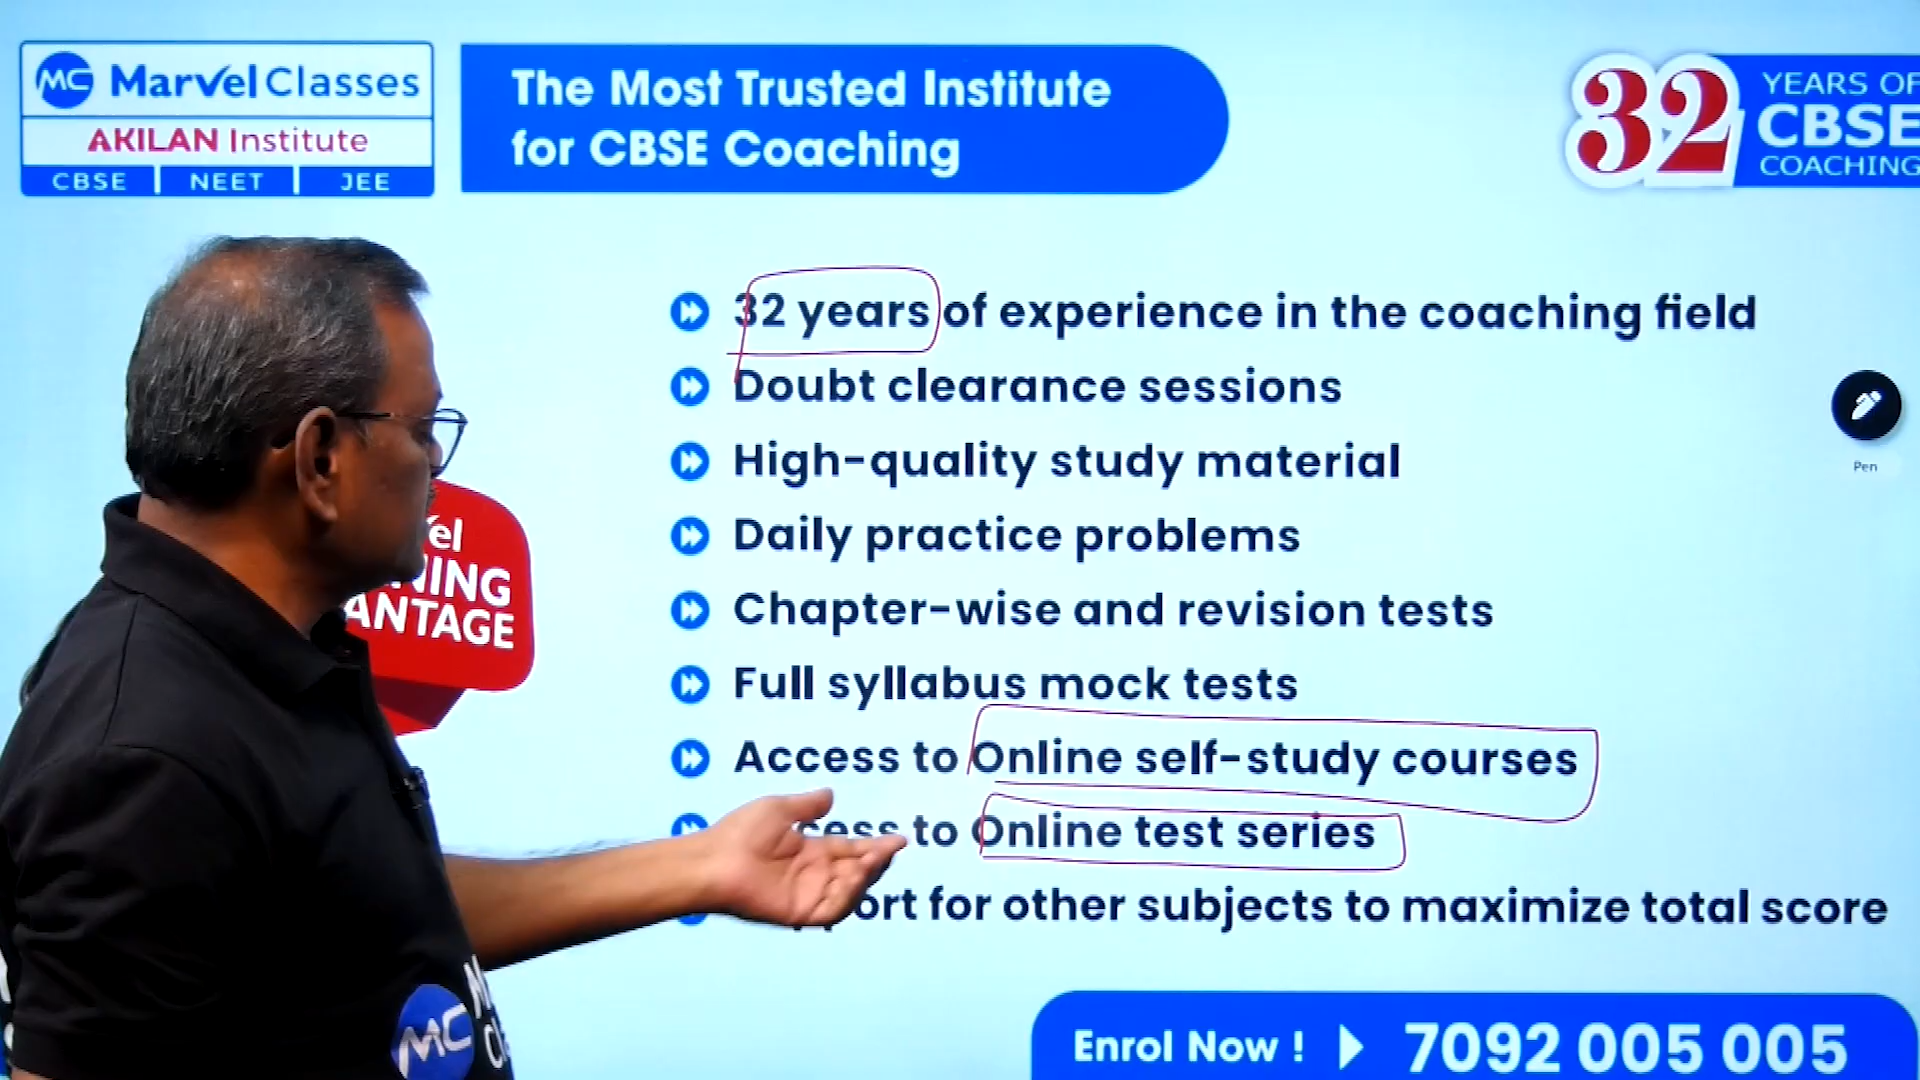 MC Marvel Classes
AKILAN Institute
CBSE NEET JEE
The Most Trusted Institute
for CBSE Coaching
32 YEARS OF
CBSE
COACHING
32 years of experience in the coaching field
Doubt clearance sessions
High-quality study material
Daily practice problems
Chapter-wise and revision tests
Full syllabus mock tests
Access to Online self-study courses
to Online test series
for other subjects to maximize total score
Pen
MC
Enrol Now ! 7092 005 005